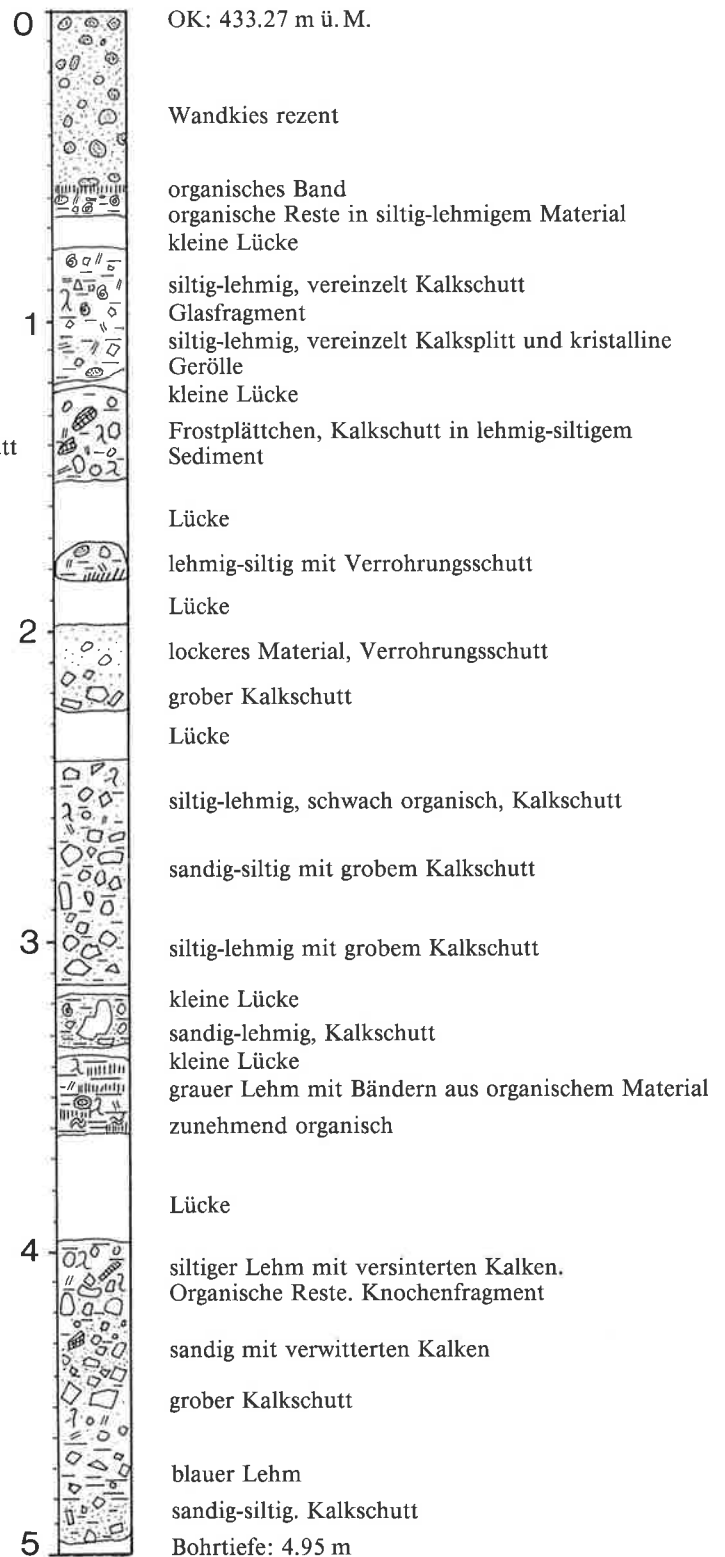 0
OK: 433.27 m ü. M.
Wandkies rezent
organisches Band
organische Reste in siltig-lehmigem Material
kleine Lücke
siltig-lehmig, vereinzelt Kalkschutt
Glasfragment
1
siltig-lehmig, vereinzelt Kalksplitt und kristalline
Gerölle
kleine Lücke
Frostplättchen, Kalkschutt in lehmig-siltigem
Sediment
tt
Lücke
lehmig-siltig mit Verrohrungsschutt
Lücke
2
lockeres Material, Verrohrungsschutt
grober Kalkschutt
Lücke
siltig-lehmig, schwach organisch, Kalkschutt
sandig-siltig mit grobem Kalkschutt
3
siltig-lehmig mit grobem Kalkschutt
kleine Lücke
sandig-lehmig, Kalkschutt
kleine Lücke
grauer Lehm mit Bändern aus organischem Material
zunehmend organisch
Lücke
4
siltiger Lehm mit versinterten Kalken.
Organische Reste. Knochenfragment
sandig mit verwitterten Kalken
grober Kalkschutt
blauer Lehm
sandig-siltig. Kalkschutt
5
Bohrtiefe: 4.95 m